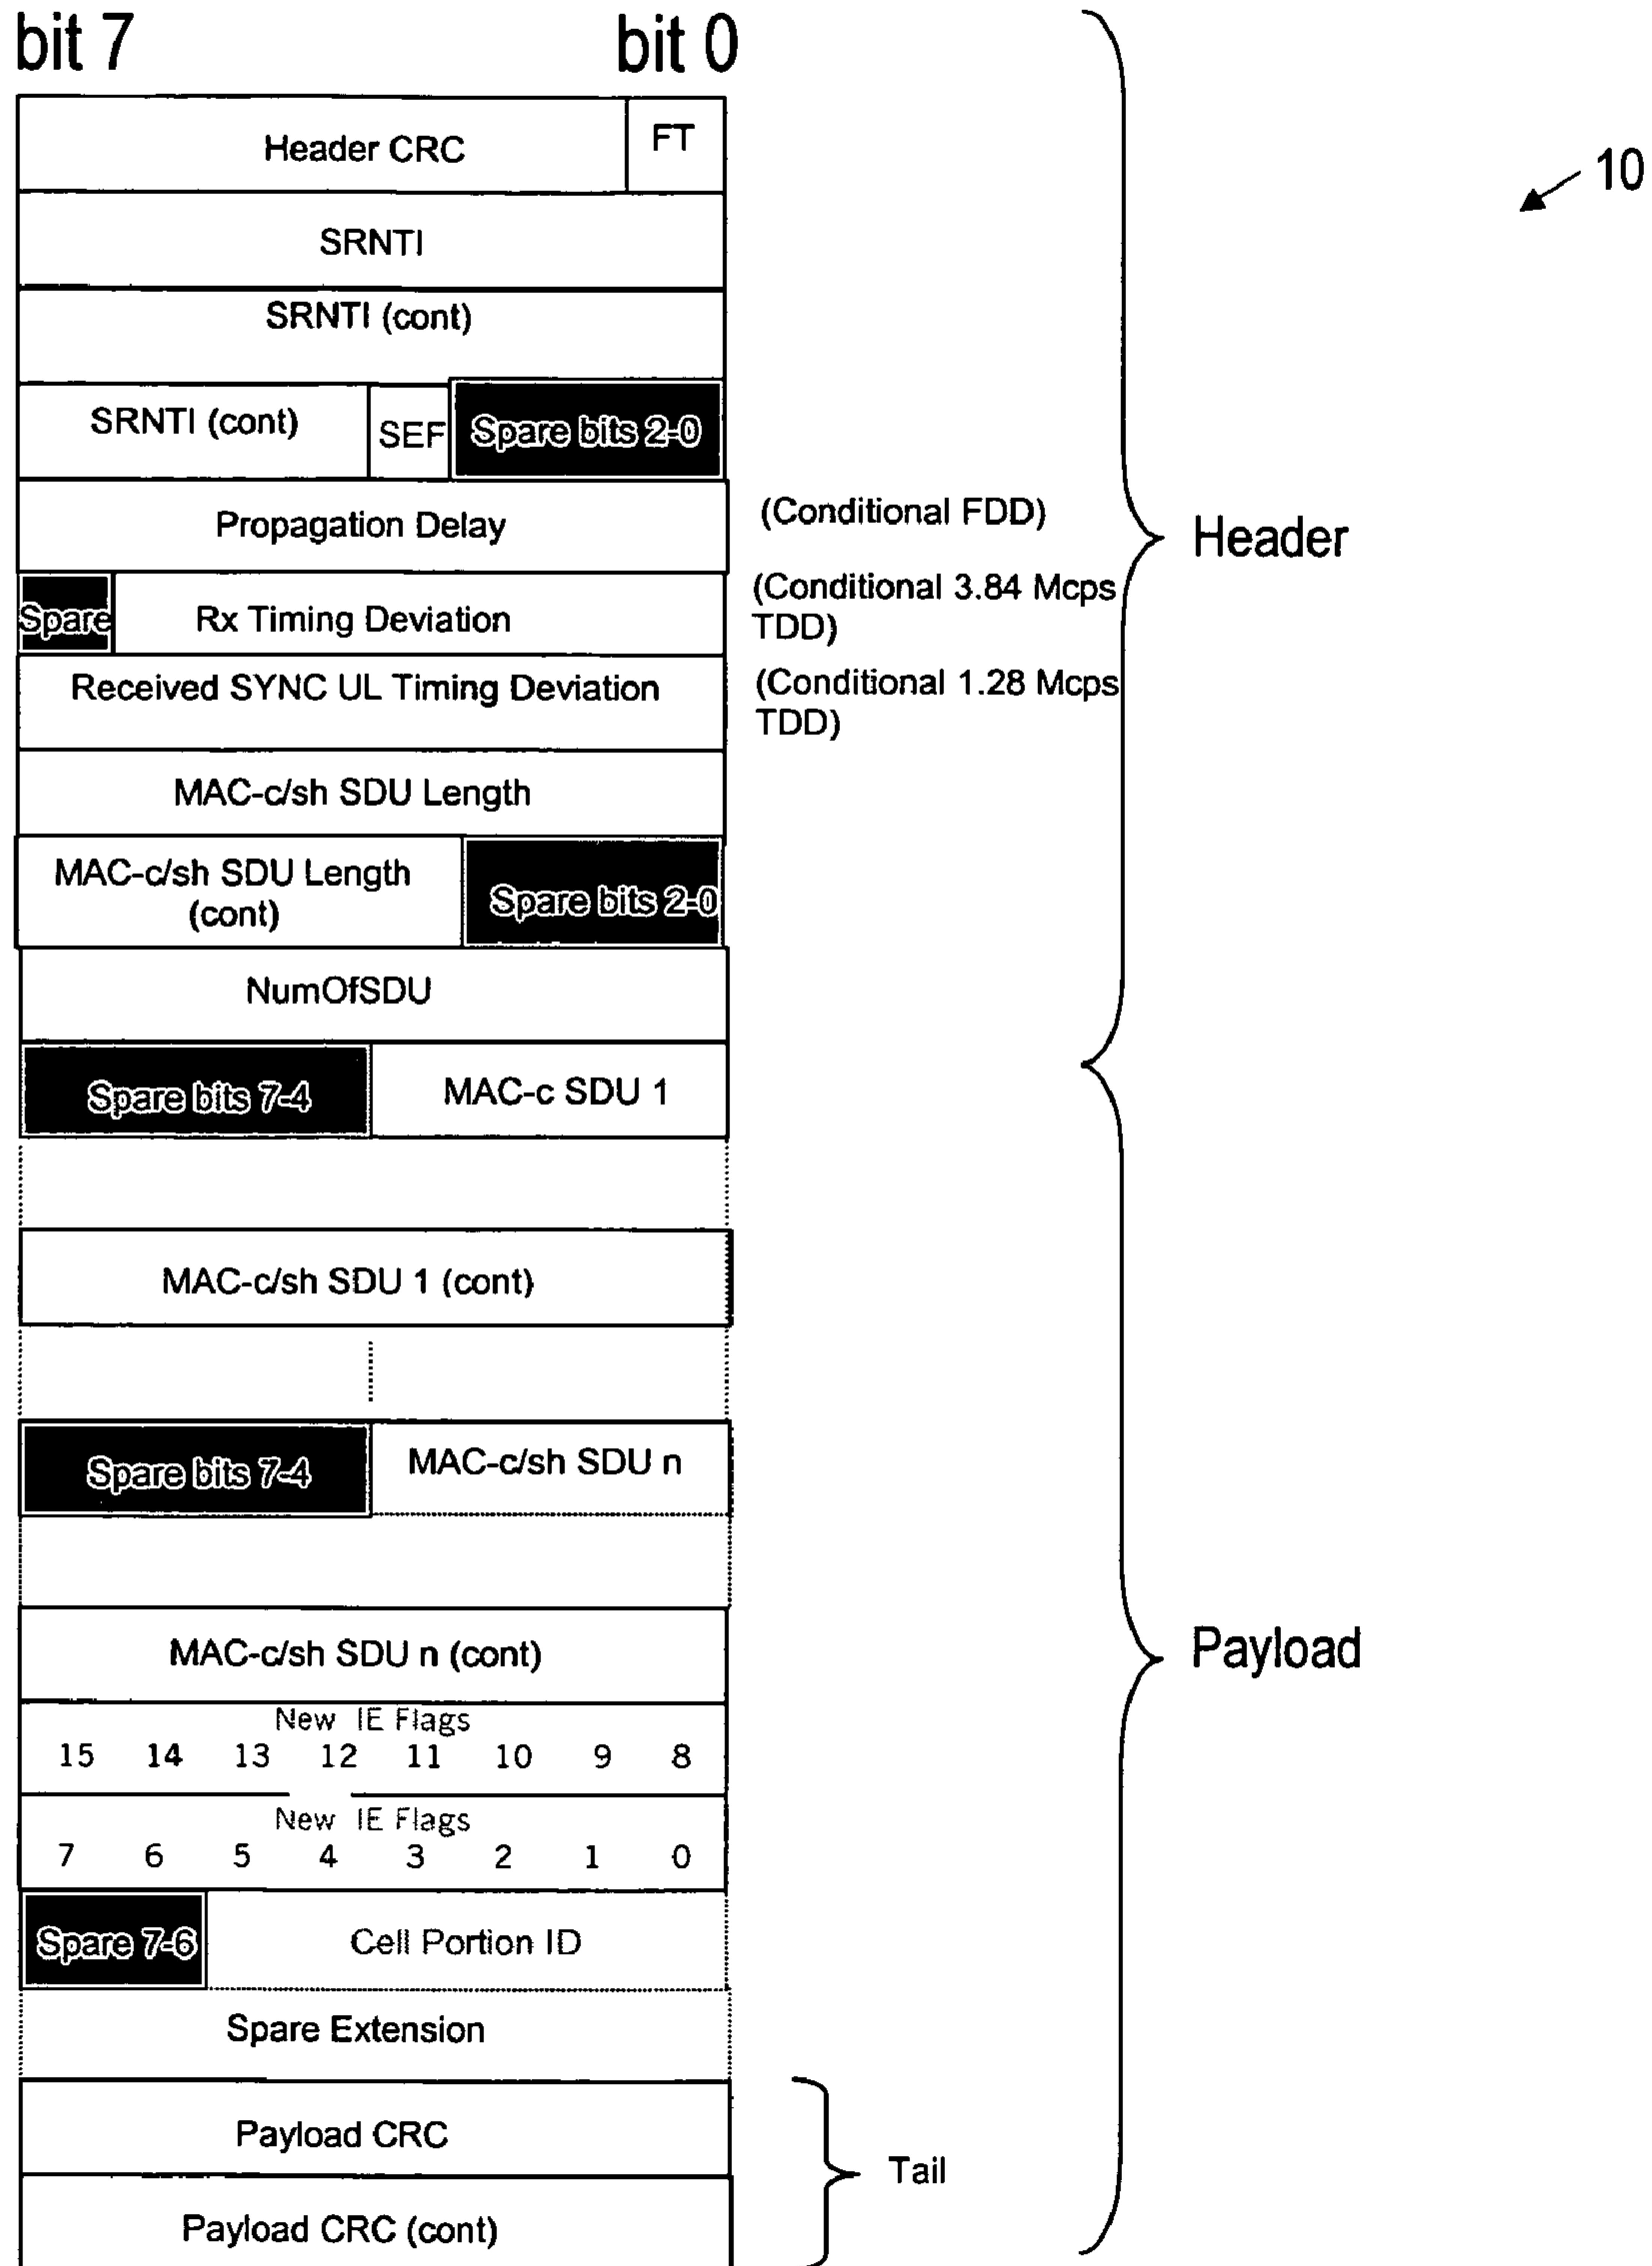 bit 7 bit 0
Header CRC FT
10
SRNTI
SRNTI (cont)
SRNTI (cont) SEF Spare bits 2-0
Propagation Delay (Conditional FDD)
Header
Spare Rx Timing Deviation (Conditional 3.84 Mcps
TDD)
Received SYNC UL Timing Deviation (Conditional 1.28 Mcps
TDD)
MAC-c/sh SDU Length
MAC-c/sh SDU Length
(cont) Spare bits 2-0
NumOfSDU
Spare bits 7-4 MAC-c SDU 1
MAC-c/sh SDU 1 (cont)
Spare bits 7-4 MAC-c/sh SDU n
MAC-c/sh SDU n (cont)
Payload
New IE Flags
15 14 13 12 11 10 9 8
New IE Flags
7 6 5 4 3 2 1 0
Spare 7-6 Cell Portion ID
Spare Extension
Payload CRC
Tail
Payload CRC (cont)